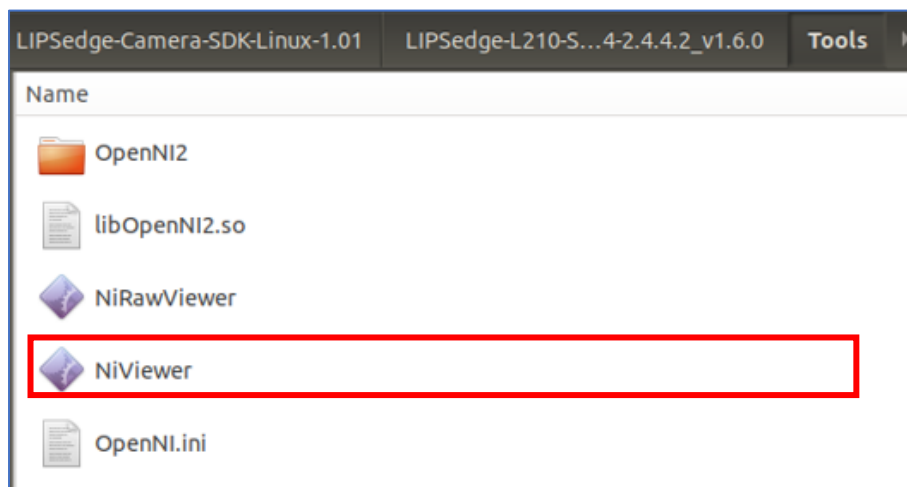 LIPSedge-Camera-SDK-Linux-1.01 LIPSedge-L210-S...4-2.4.4.2_v1.6.0 Tools
Name
OpenNI2
libOpenNI2.so
NiRawViewer
NiViewer
OpenNI.ini